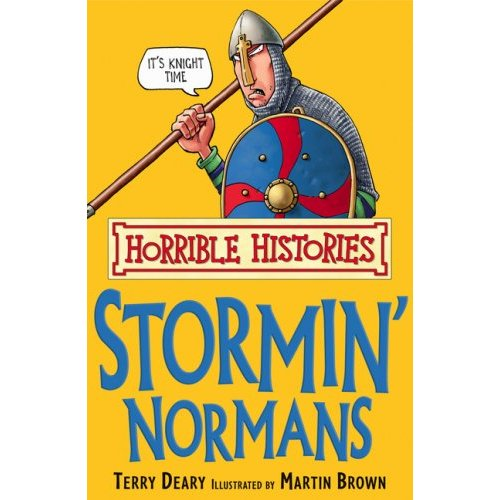 IT'S KNIGHT
TIME
HORRIBLE HISTORIES
STORMIN'
NORMANS
TERRY DEARY ILLUSTRATED BY MARTIN BROWN